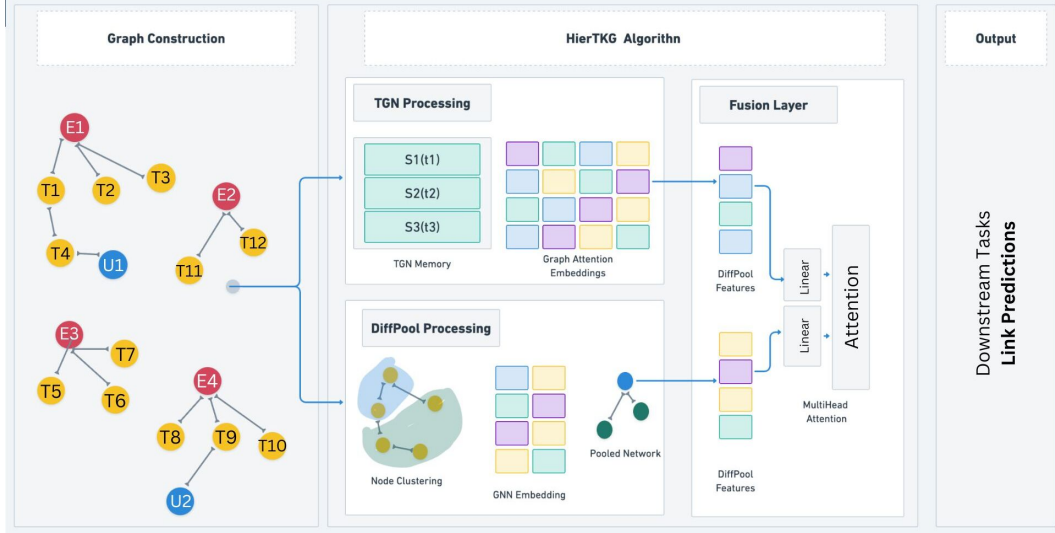 Graph Construction
HierTKG Algorithn
Output
E1
T1
T2
T3
T4
U1
E2
T12
T11
E3
T7
T5
T6
E4
T8
T9
T10
U2
TGN Processing
S1(t1)
S2(t2)
S3(t3)
TGN Memory
Graph Attention
Embeddings
DiffPool Processing
Node Clustering
GNN Embedding
Pooled Network
Fusion Layer
DiffPool
Features
Linear
Linear
Attention
MultiHead
Attention
DiffPool
Features
Downstream Tasks
Link Predictions